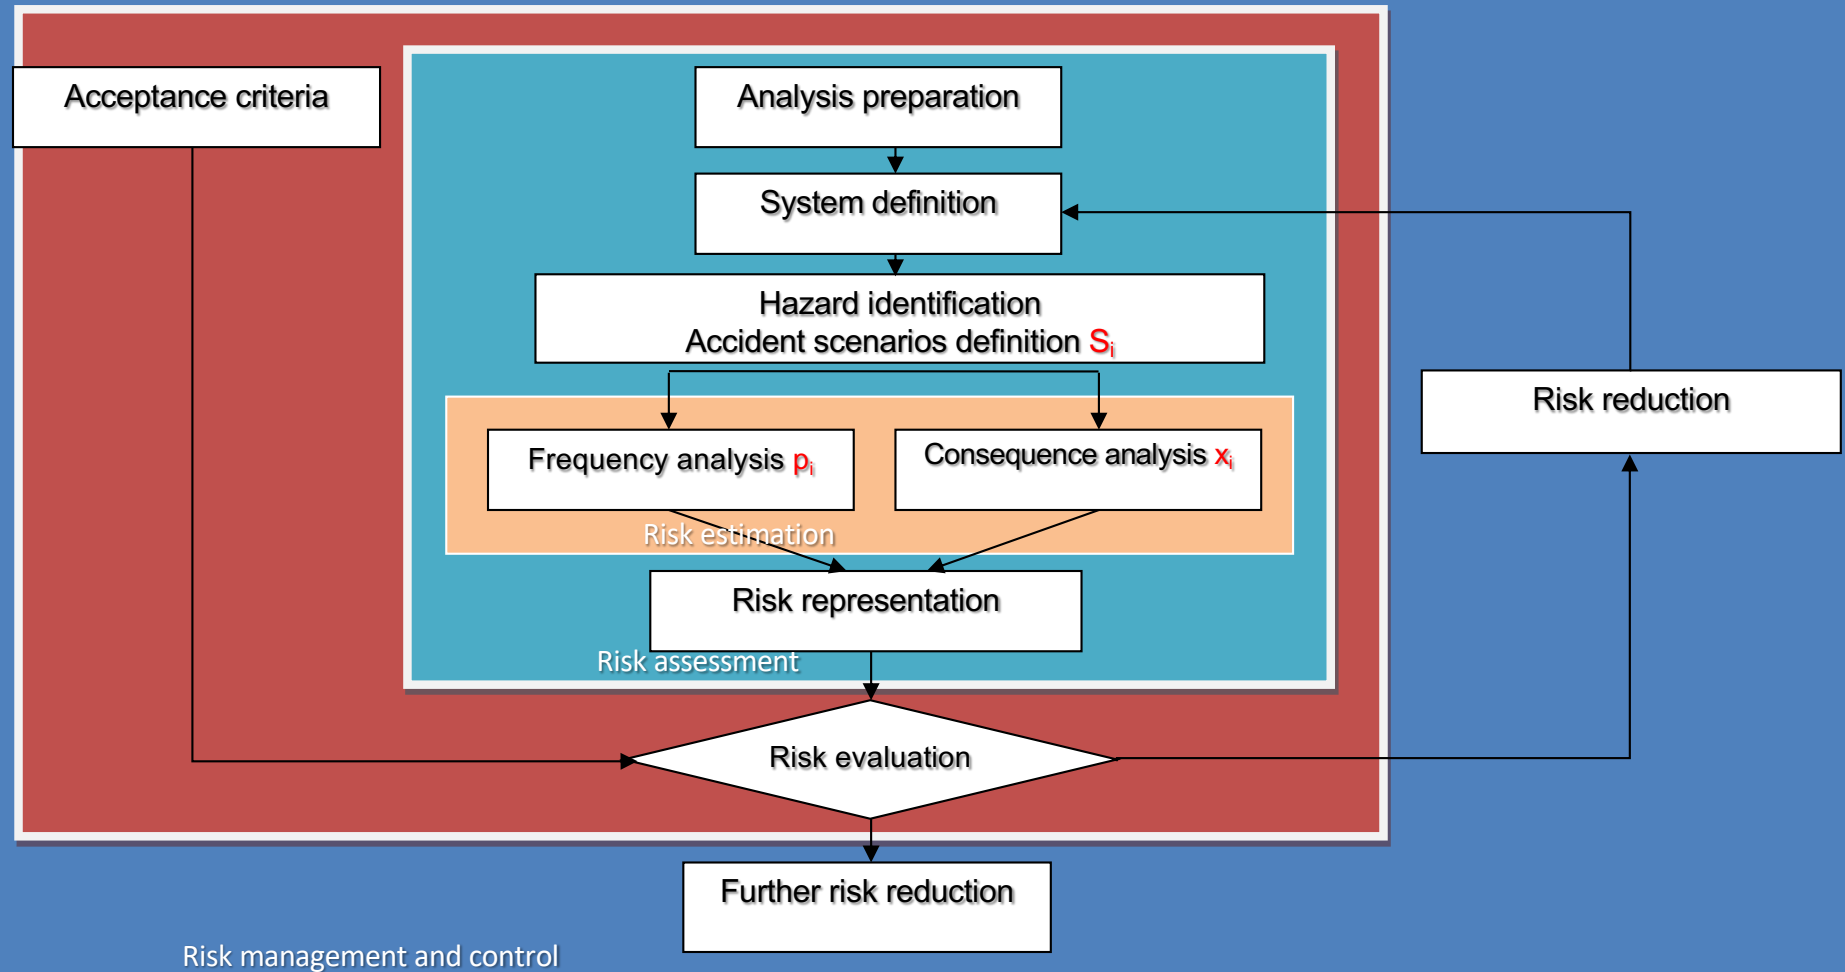 Acceptance criteria
Analysis preparation
System definition
Hazard identification
Accident scenarios definition Si
Risk reduction
Frequency analysis pi
Consequence analysis xi
Risk estimation
Risk representation
Risk assessment
Risk evaluation
Further risk reduction
Risk management and control